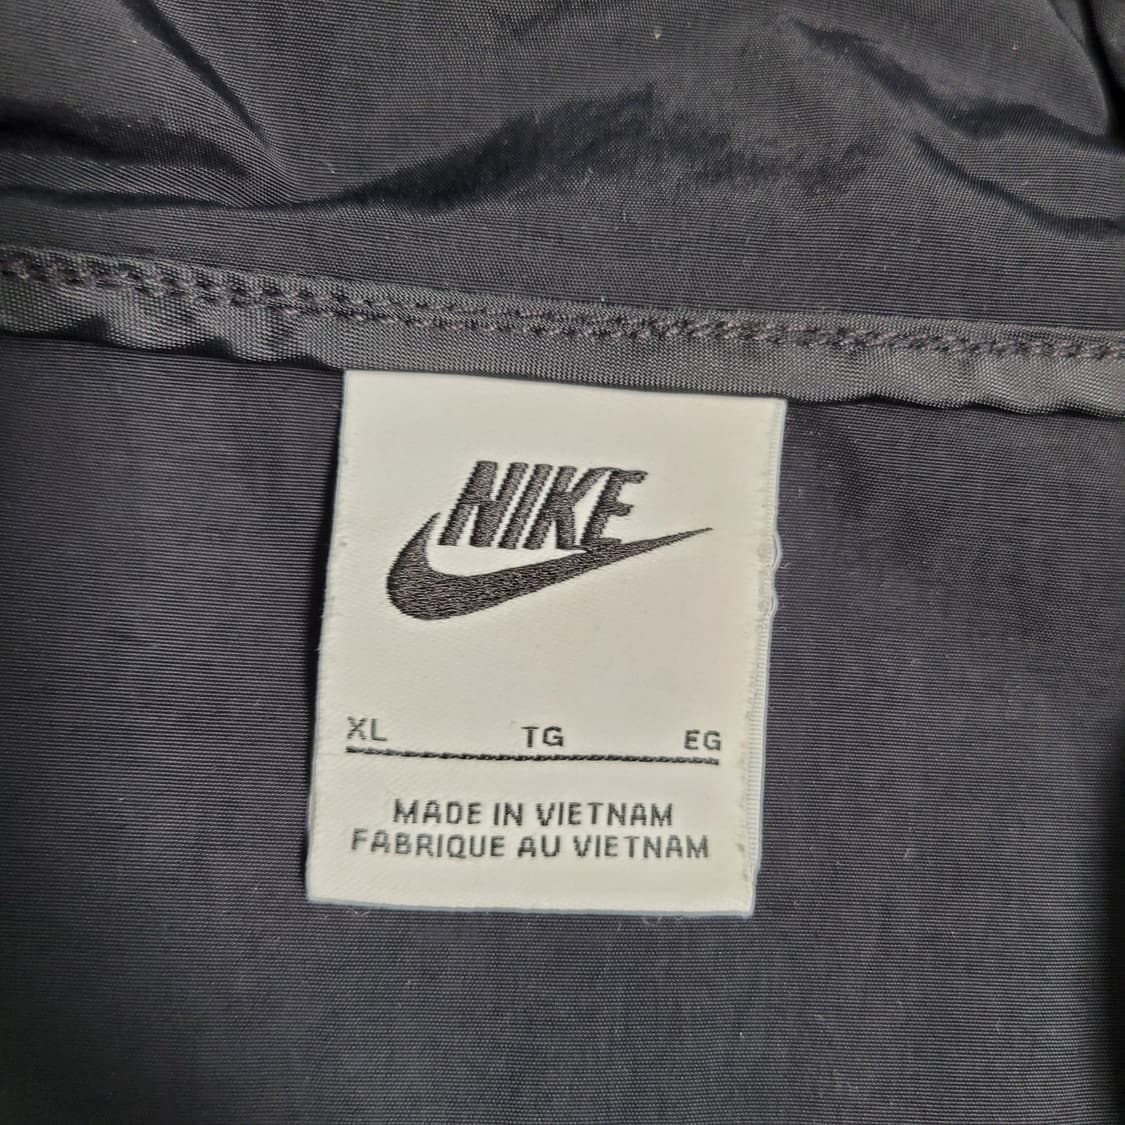 NIKE
XL TG EG
MADE IN VIETNAM
FABRIQUE AU VIETNAM